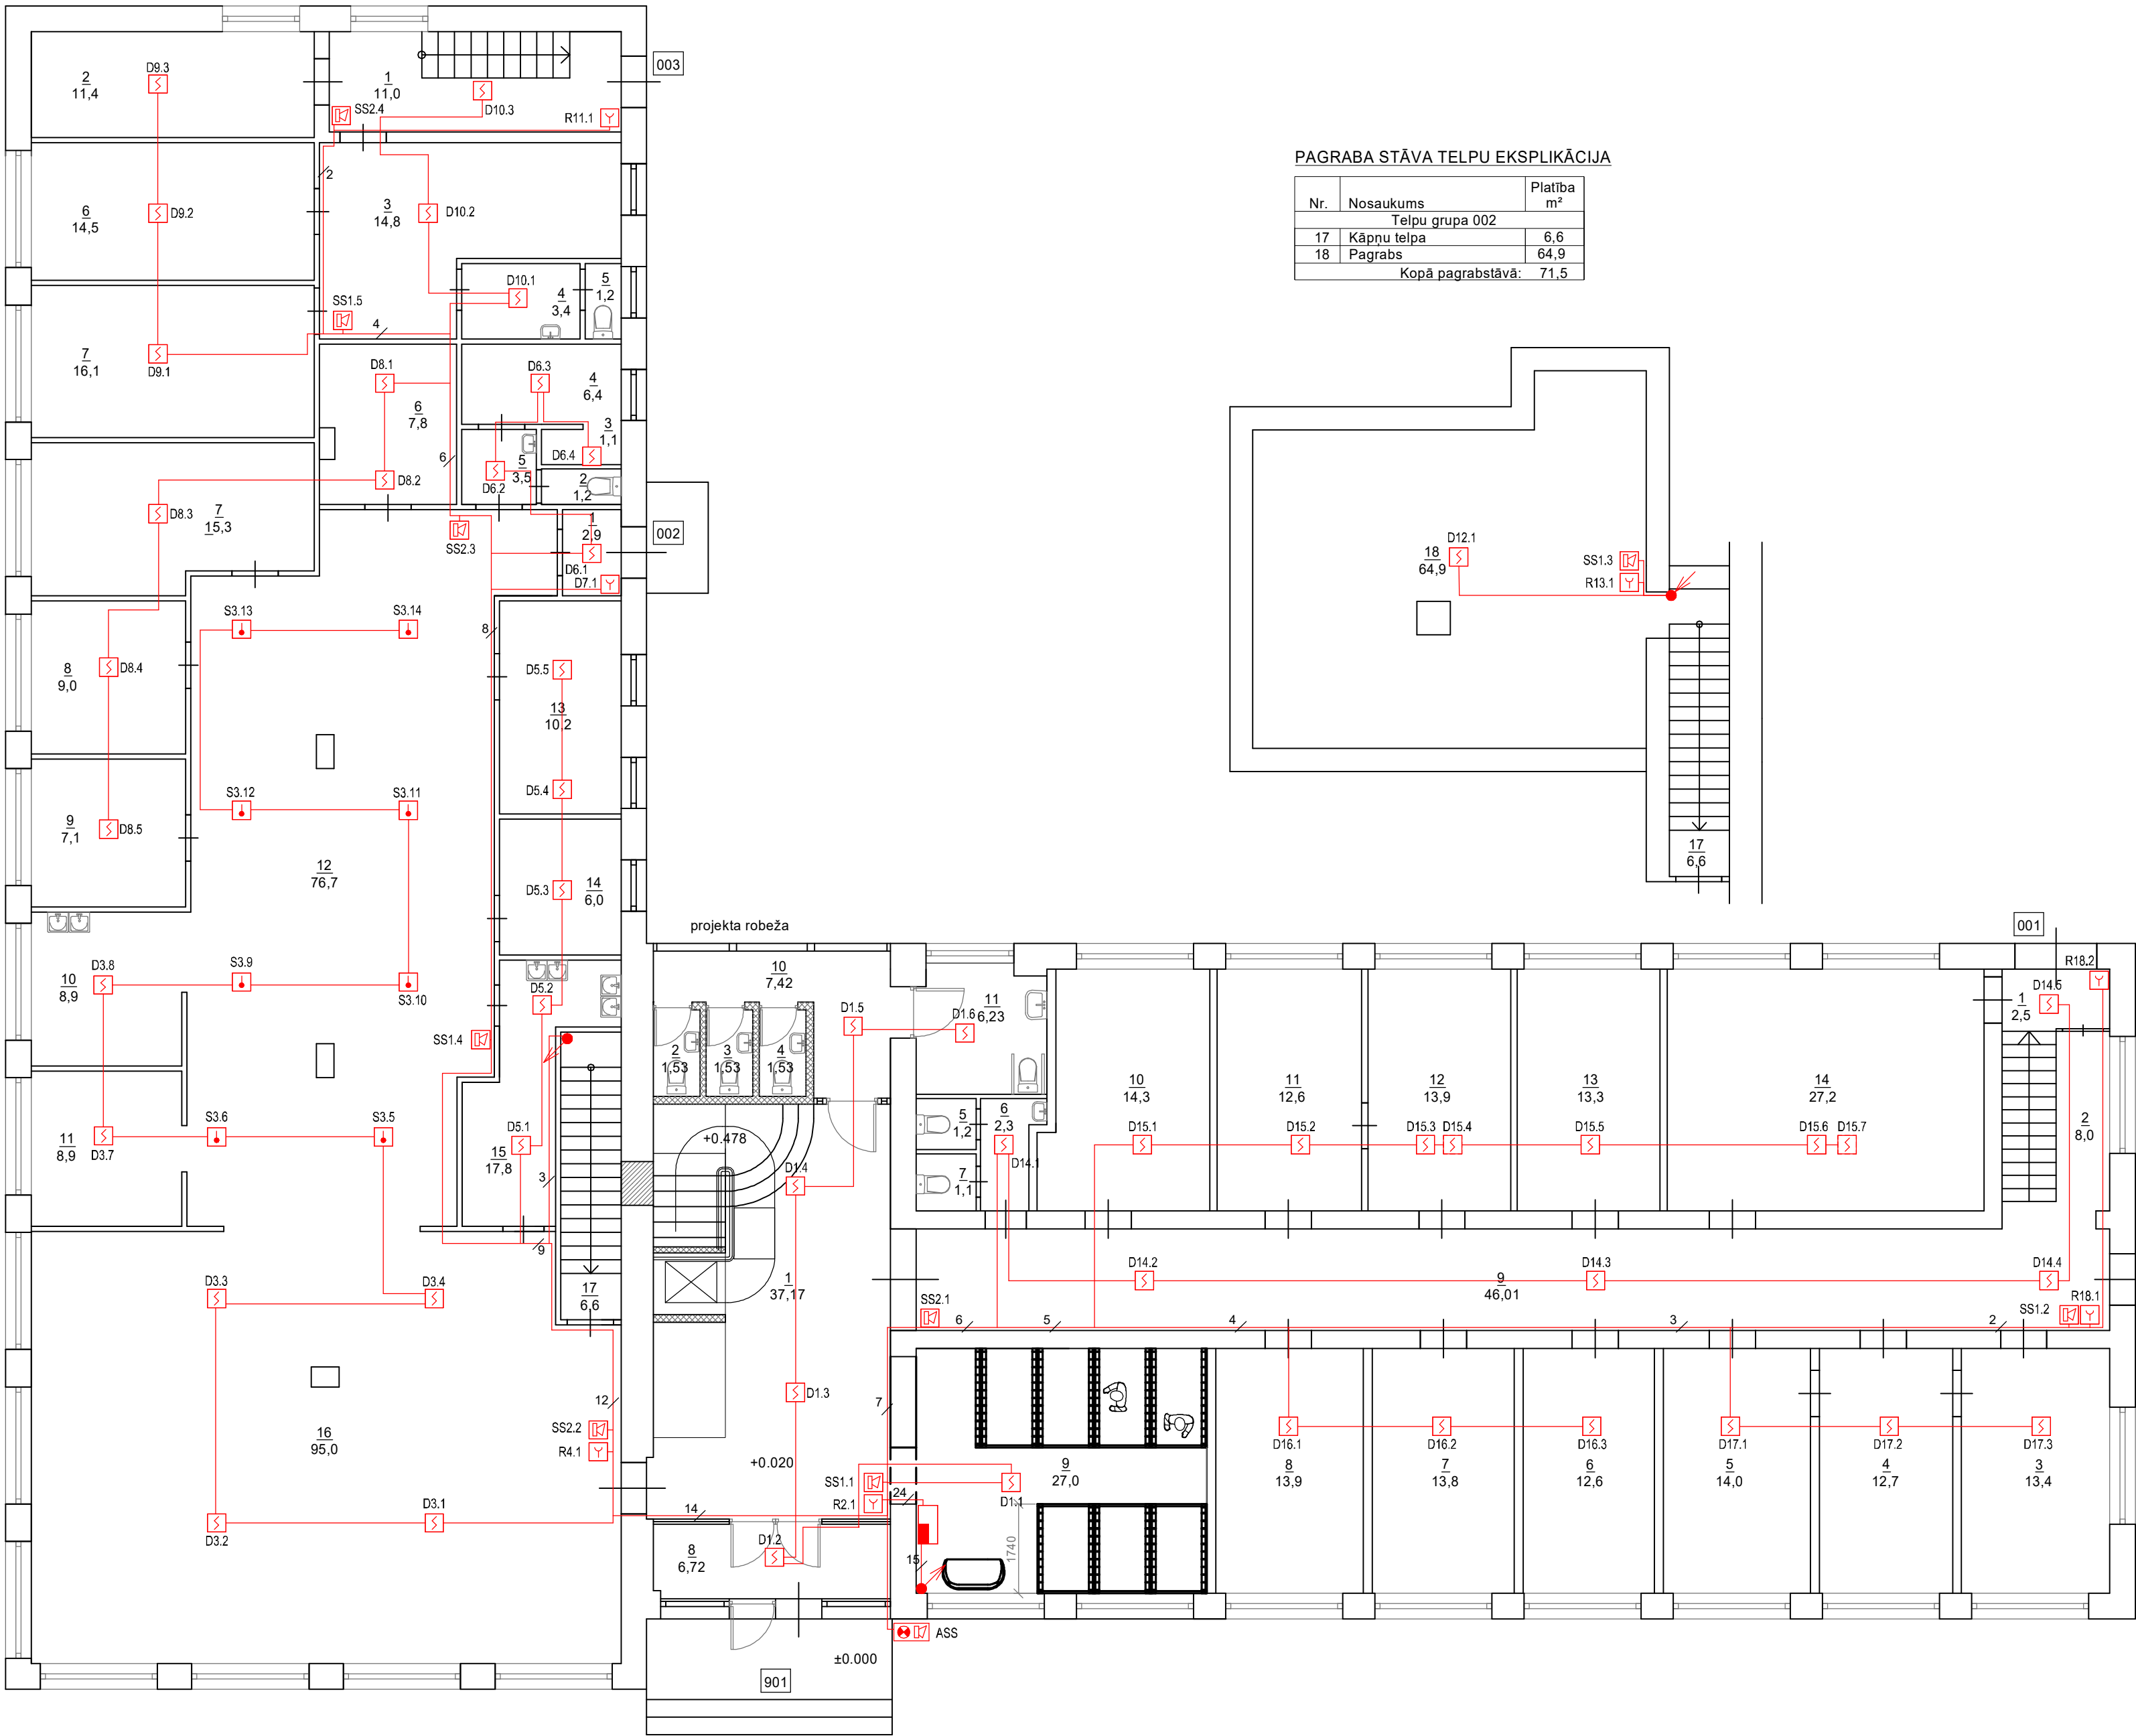 2
11,4
D9.3
1
11,0
SS2.4
D10.3
R11.1
003
2
6
14,5
D9.2
3
14,8
D10.2
D10.1
4
3,4
5
1,2
SS1.5
4
7
16,1
D9.1
D8.1
6
7,8
D6.3
4
6,4
3
1,1
D6.4
6
5
3,5
D6.2
2
1,2
D8.2
7
15,3
D8.3
SS2.3
1
2,9
002
D6.1
D7.1
S3.13
S3.14
8
8
9,0
D8.4
D5.5
13
10,2
D5.4
S3.12
S3.11
9
7,1
D8.5
12
76,7
D5.3
14
6,0
10
8,9
D3.8
S3.9
S3.10
D5.2
SS1.4
11
8,9
D3.7
S3.6
S3.5
D5.1
15
17,8
3
9
D3.3
D3.4
17
6,6
12
SS2.2
R4.1
16
95,0
D3.2
D3.1
PAGRABA STĀVA TELPU EKSPLIKĀCIJA
Nr. Nosaukums Platība m²
Telpu grupa 002
17 Kāpņu telpa 6,6
18 Pagrabs 64,9
Kopā pagrabstāvā: 71,5
18
64,9
D12.1
SS1.3
R13.1
17
6,6
projekta robeža
10
7,42
D1.5
11
6,23
D1.6
2
1,53
3
1,53
4
1,53
+0.478
D1.4
5
1,2
6
2,3
D14.1
7
1,1
1
37,17
D1.3
+0.020
7
SS1.1
R2.1
24
14
D1.2
8
6,72
15
D1.1
9
27,0
1740
ASS
±0.000
901
10
14,3
11
12,6
12
13,9
13
13,3
14
27,2
D15.1
D15.2
D15.3
D15.4
D15.5
D15.6
D15.7
001
R18.2
D14.5
1
2,5
2
8,0
D14.2
D14.3
D14.4
9
46,01
SS2.1
6
5
4
3
2
SS1.2
R18.1
D16.1
D16.2
D16.3
D17.1
D17.2
D17.3
8
13,9
7
13,8
6
12,6
5
14,0
4
12,7
3
13,4